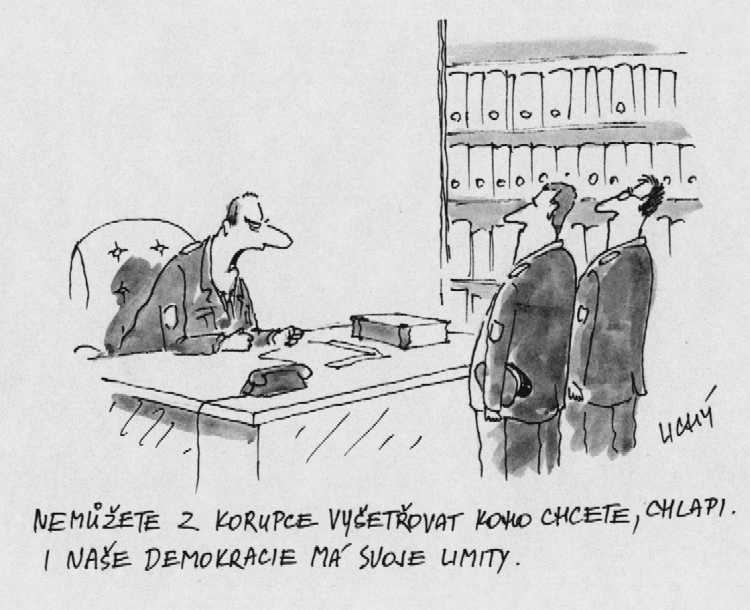 LICHÝ
NEMŮŽETE Z KORUPCE VYŠETŘOVAT KOHO CHCETE, CHLAPI.
I NAŠE DEMOKRACIE MÁ SVOJE LIMITY.